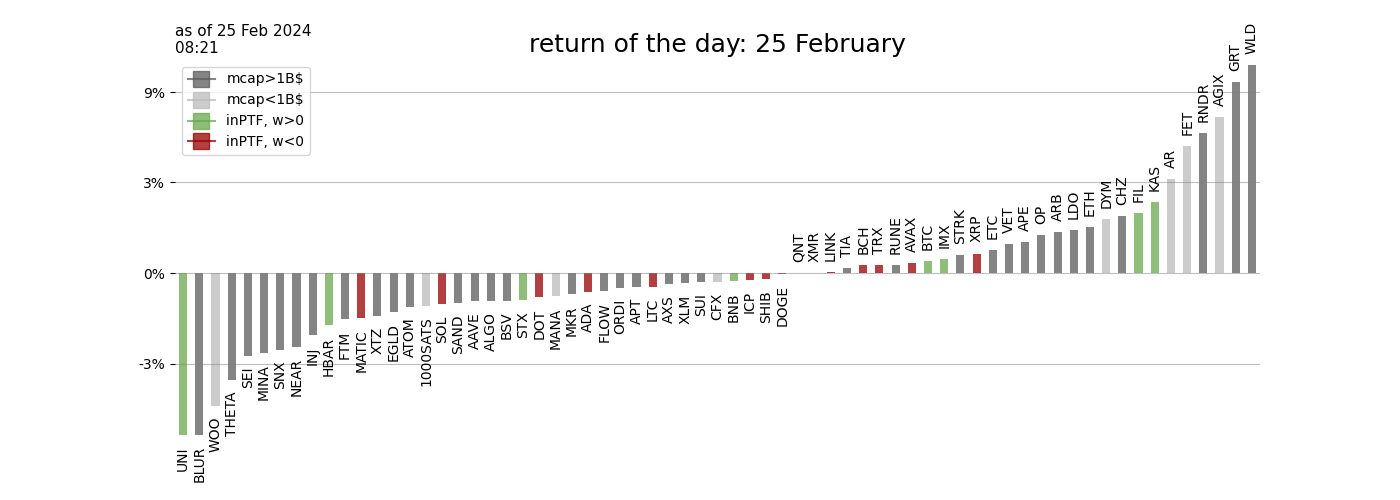 as of 25 Feb 2024
08:21
return of the day: 25 February
mcap>1B$
mcap<1B$
inPTF, w>0
inPTF, w<0
9%
3%
0%
-3%
UNI
BLUR
WOO
THETA
SEI
MINA
SNX
NEAR
INJ
HBAR
FTM
MATIC
XTZ
EGLD
ATOM
1000SATS
SOL
SAND
AAVE
ALGO
BSV
STX
DOT
MANA
MKR
ADA
FLOW
ORDI
APT
LTC
AXS
XLM
SUI
CFX
BNB
ICP
SHIB
DOGE
QNT
XMR
LINK
TIA
BCH
TRX
RUNE
AVAX
BTC
IMX
STRK
XRP
ETC
VET
APE
OP
ARB
LDO
ETH
DYM
CHZ
FIL
KAS
AR
FET
RNDR
AGIX
GRT
WLD